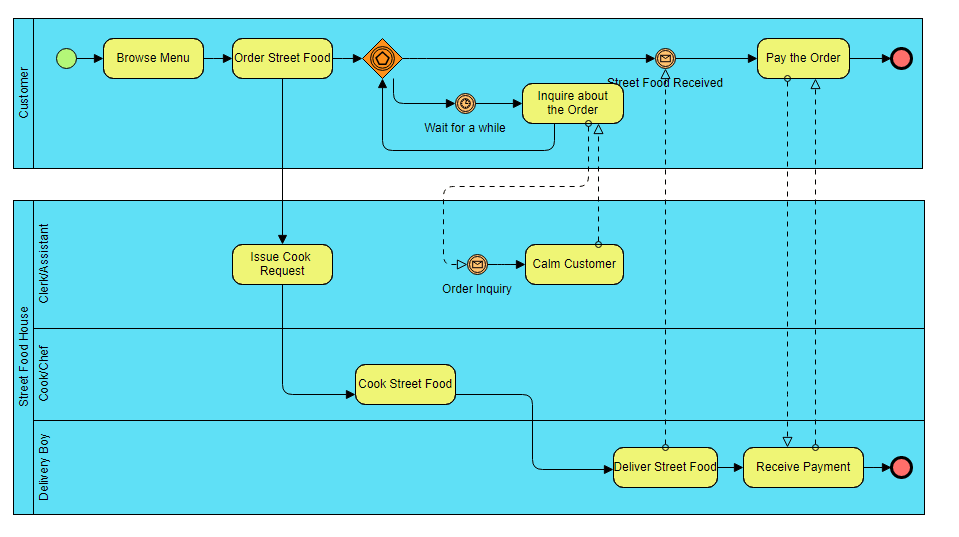 Customer
Browse Menu
Order Street Food
Wait for a while
Inquire about
the Order
Street Food Received
Pay the Order
Street Food House
Clerk/Assistant
Issue Cook
Request
Order Inquiry
Calm Customer
Cook/Chef
Cook Street Food
Delivery Boy
Deliver Street Food
Receive Payment